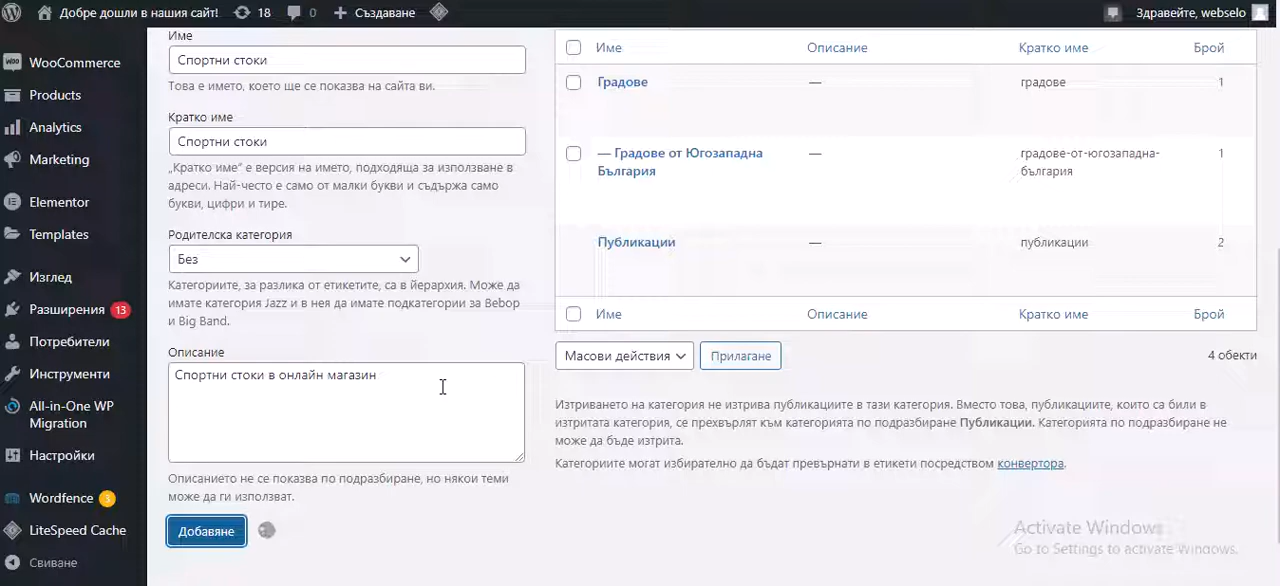 Добре дошли в нашия сайт! 18 0 Създаване Здравейте, webselo
WooCommerce
Products
Analytics
Marketing
Elementor
Templates
Изглед
Разширения 13
Потребители
Инструменти
All-in-One WP
Migration
Настройки
Wordfence 3
LiteSpeed Cache
Свиване
Име
Спортни стоки
Това е името, което ще се показва на сайта ви.
Кратко име
Спортни стоки
„Кратко име“ е версия на името, подходяща за използване в
адреси. Най-често е само от малки букви и съдържа само
букви, цифри и тире.
Родителска категория
Без
Категориите, за разлика от етикетите, са в йерархия. Може да
имате категория Jazz и в нея да имате подкатегории за Bebop
и Big Band.
Описание
Спортни стоки в онлайн магазин
Описанието не се показва по подразбиране, но някои теми
може да ги използват.
Добавяне
Име Описание Кратко име Брой
Градове — градове 1
— Градове от Югозападна
България
—
градове-от-югозападна-
българия
1
Публикации — публикации 2
Име Описание Кратко име Брой
Масови действия Прилагане 4 обекти
Изтриването на категория не изтрива публикациите в тази категория. Вместо това, публикациите, които са били в
изтритата категория, се прехвърлят към категорията по подразбиране Публикации. Категорията по подразбиране не
може да бъде изтрита.
Категориите могат избирателно да бъдат превърнати в етикети посредством конвертора.
Activate Windows
Go to Settings to activate Windows.